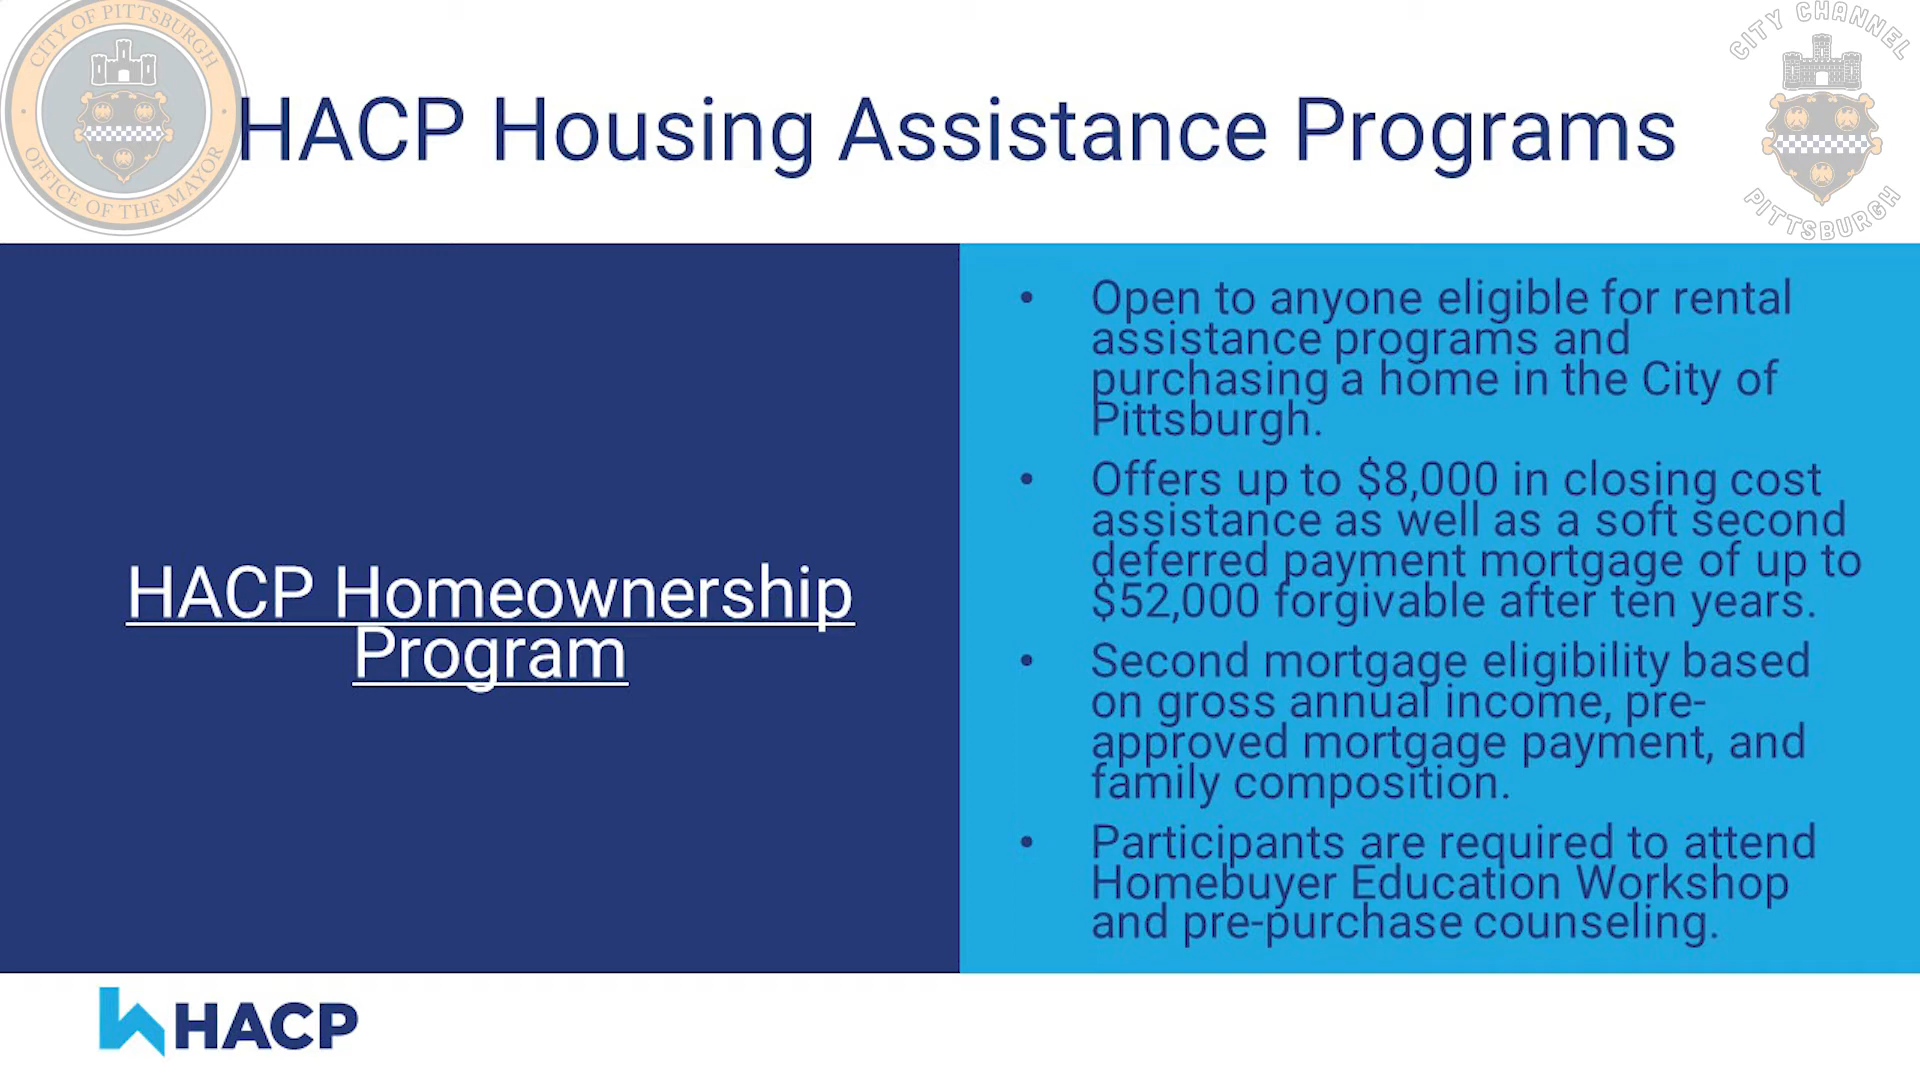 CITY OF PITTSBURGH
OFFICE OF THE MAYOR
CITY CHANNEL
PITTSBURGH
HACP Housing Assistance Programs
HACP Homeownership
Program
• Open to anyone eligible for rental
assistance programs and
purchasing a home in the City of
Pittsburgh.
• Offers up to $8,000 in closing cost
assistance as well as a soft second
deferred payment mortgage of up to
$52,000 forgivable after ten years.
• Second mortgage eligibility based
on gross annual income, pre-
approved mortgage payment, and
family composition.
• Participants are required to attend
Homebuyer Education Workshop
and pre-purchase counseling.
HACP